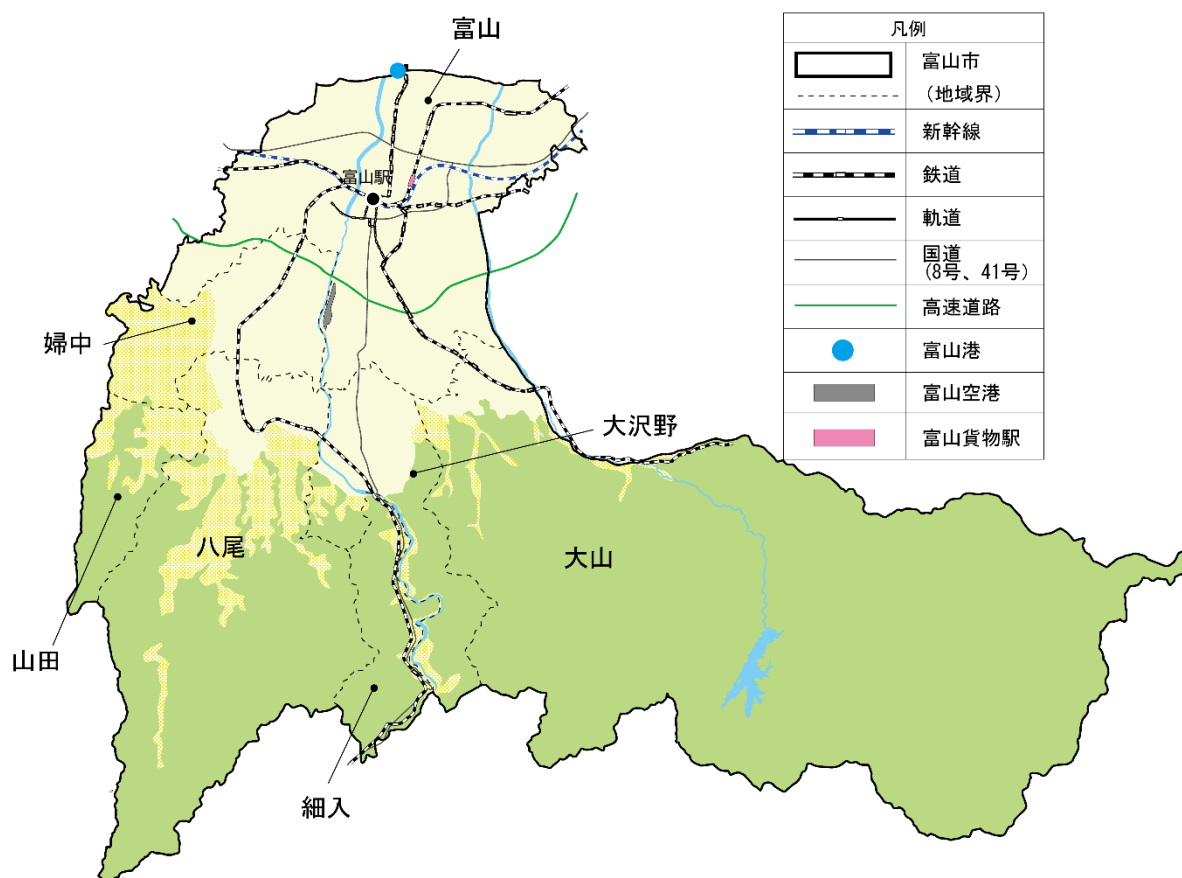 富山
富山駅
婦中
大沢野
八尾
大山
山田
細入
凡例
富山市
(地域界)
新幹線
鉄道
軌道
国道
(8号、41号)
高速道路
富山港
富山空港
富山貨物駅